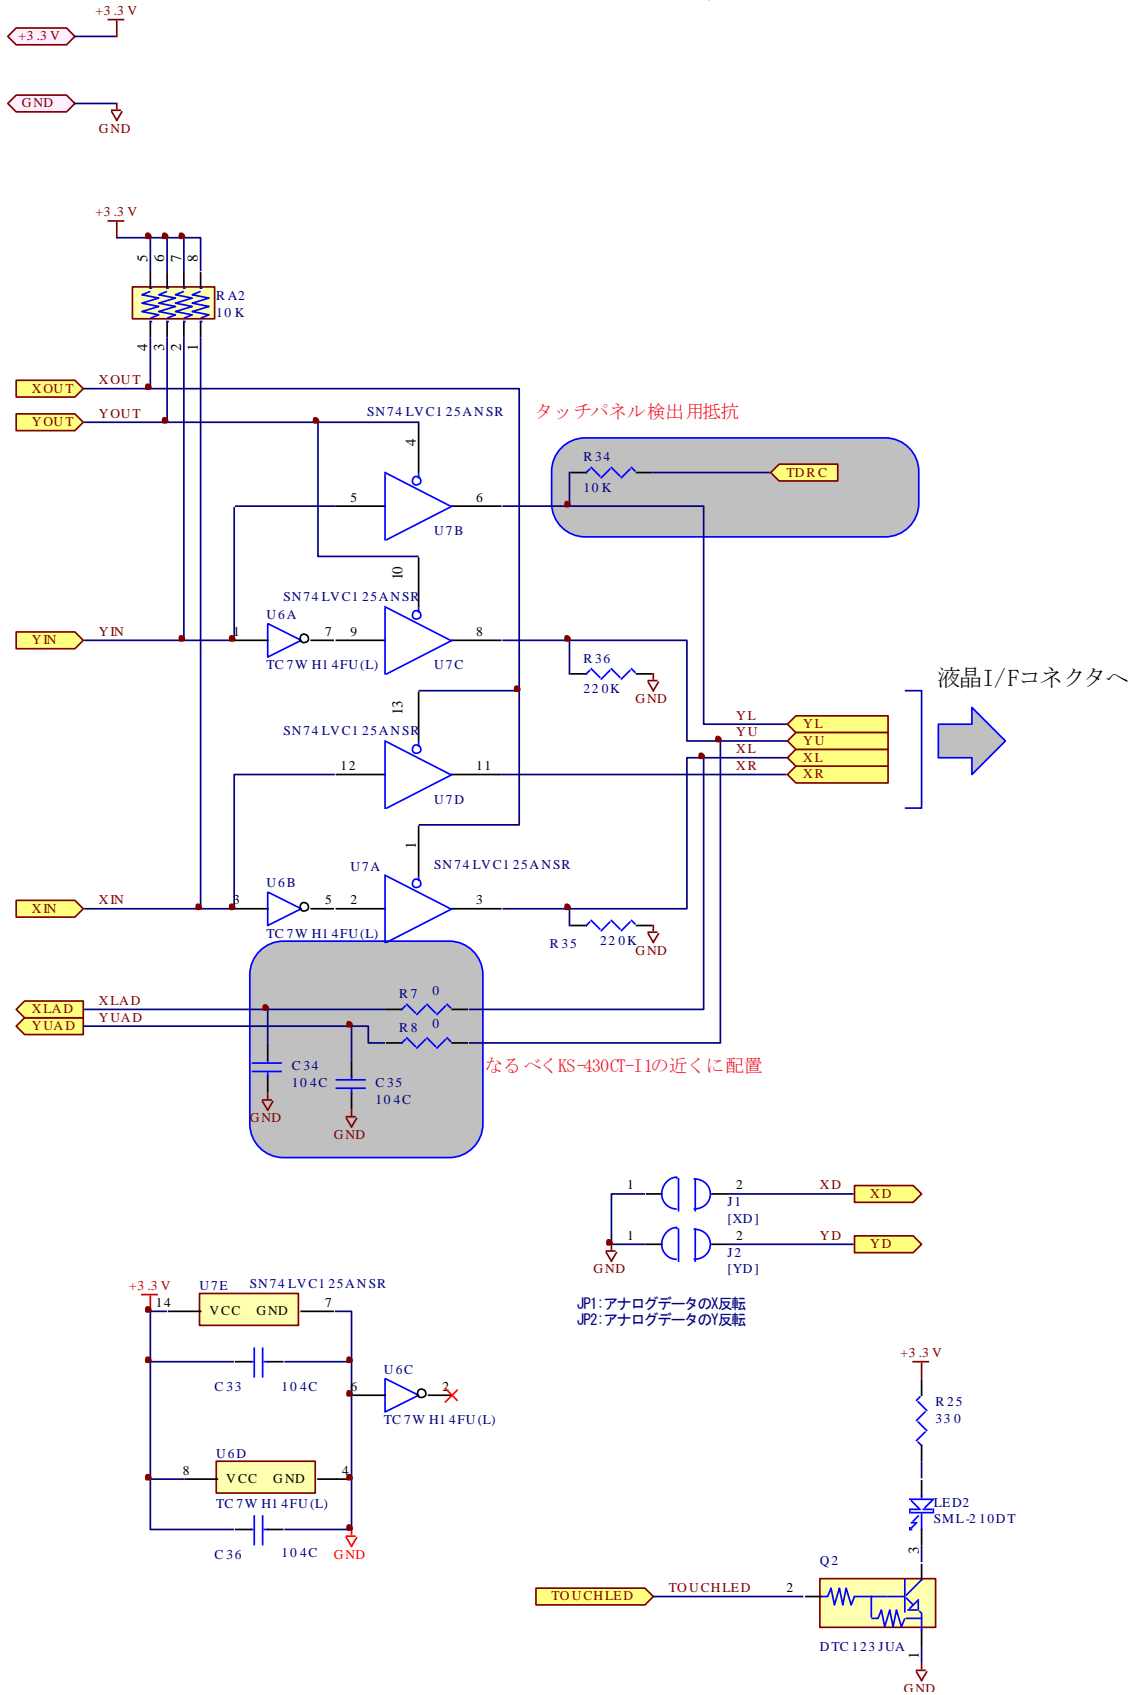 +3.3V
+3.3V
GND
GND
+3.3V
5
6
7
8
RA2
10K
4
3
2
1
XOUT
XOUT
YOUT
YOUT
SN74LVC125ANSR
4
5
6
U7B
タッチパネル検出用抵抗
R34
10K
TDRC
10
SN74LVC125ANSR
U6A
YIN
YIN
1
7
9
8
TC7WH14FU(L)
U7C
R36
220K
GND
13
SN74LVC125ANSR
12
11
U7D
液晶I/Fコネクタへ
YL
YL
YU
YU
XL
XL
XR
XR
1
U7A
SN74LVC125ANSR
U6B
XIN
XIN
3
5
2
3
TC7WH14FU(L)
R35
220K
GND
XLAD
XLAD
R7
0
YUAD
YUAD
R8
0
C34
104C
GND
C35
104C
GND
なるべくKS-430CT-I1の近くに配置
1
2
XD
XD
J1
[XD]
1
2
YD
YD
J2
[YD]
GND
JP1:アナログデータのX反転
JP2:アナログデータのY反転
+3.3V
U7E
SN74LVC125ANSR
14
VCC
GND
7
C33
104C
U6C
6
2
TC7WH14FU(L)
U6D
8
VCC
GND
4
TC7WH14FU(L)
C36
104C
GND
+3.3V
R25
330
LED2
SML-210DT
3
Q2
TOUCHLED
TOUCHLED
2
DTC123JUA
1
GND